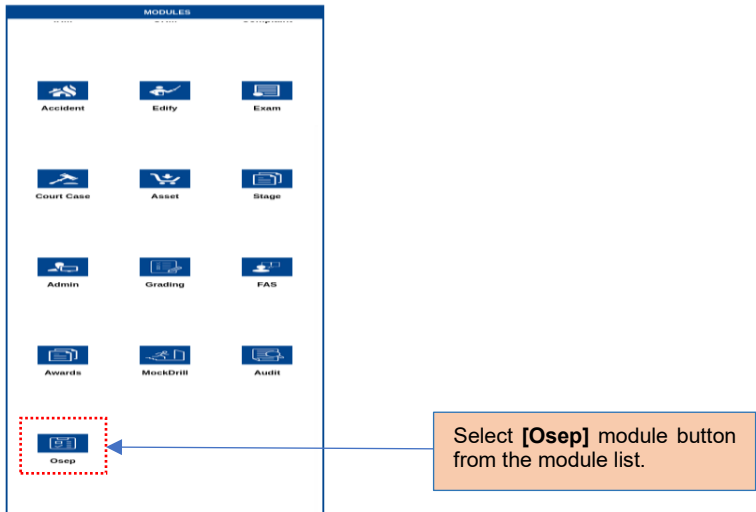 MODULES
Accident Edify Exam
Court Case Asset Stage
Admin Grading FAS
Awards MockDrill Audit
Osep
Select [Osep] module button
from the module list.